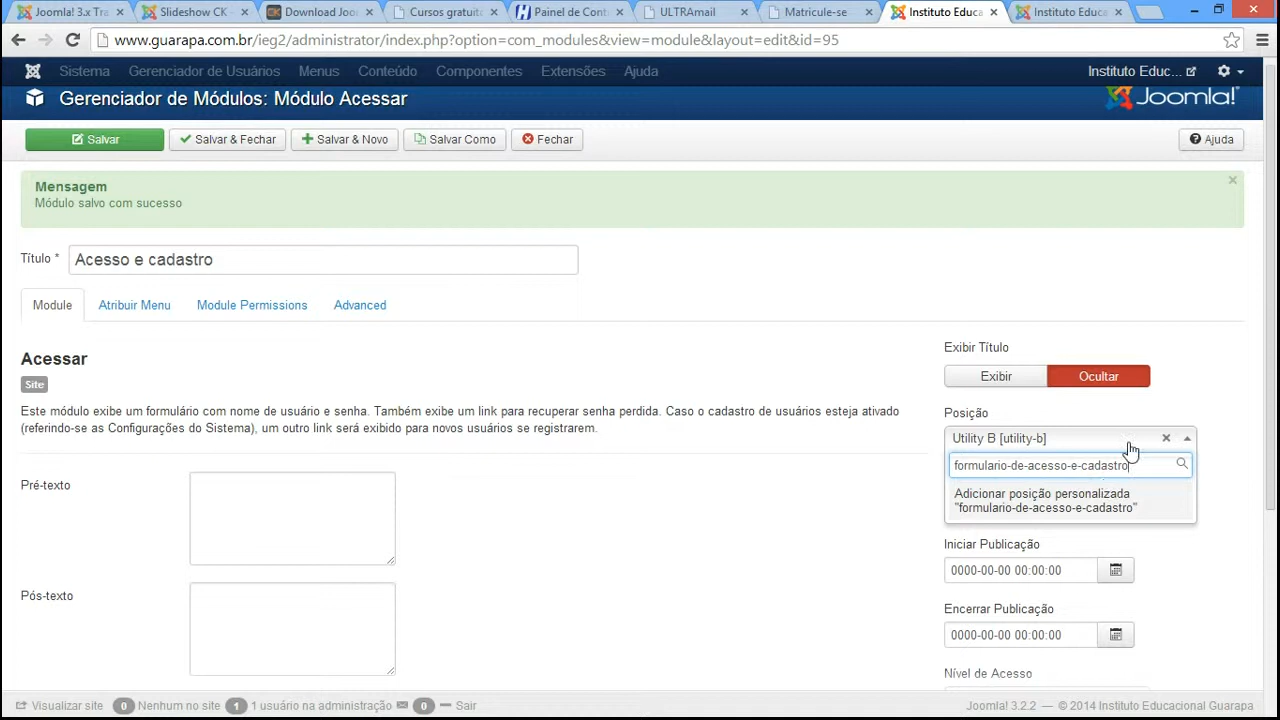 Joomla! 3.x Tra
Slideshow CK -
Download Joo
Cursos gratuito
Painel de Cont
ULTRAmail
Matricule-se
Instituto Educa
Instituto Educa
www.guarapa.com.br/ieg2/administrator/index.php?option=com_modules&view=module&layout=edit&id=95
Sistema Gerenciador de Usuários Menus Conteúdo Componentes Extensões Ajuda Instituto Educ...
Gerenciador de Módulos: Módulo Acessar
Joomla!
Salvar Salvar & Fechar Salvar & Novo Salvar Como Fechar Ajuda
Mensagem
Módulo salvo com sucesso
Título * Acesso e cadastro
Module Atribuir Menu Module Permissions Advanced
Acessar
Site
Este módulo exibe um formulário com nome de usuário e senha. Também exibe um link para recuperar senha perdida. Caso o cadastro de usuários esteja ativado
(referindo-se as Configurações do Sistema), um outro link será exibido para novos usuários se registrarem.
Pré-texto
Pós-texto
Exibir Título
Exibir Ocultar
Posição
Utility B [utility-b]
formulario-de-acesso-e-cadastro
Adicionar posição personalizada
"formulario-de-acesso-e-cadastro"
Iniciar Publicação
0000-00-00 00:00:00
Encerrar Publicação
0000-00-00 00:00:00
Nível de Acesso
Visualizar site 0 Nenhum no site 1 1 usuário na administração 0 Sair
Joomla! 3.2.2 — © 2014 Instituto Educacional Guarapa